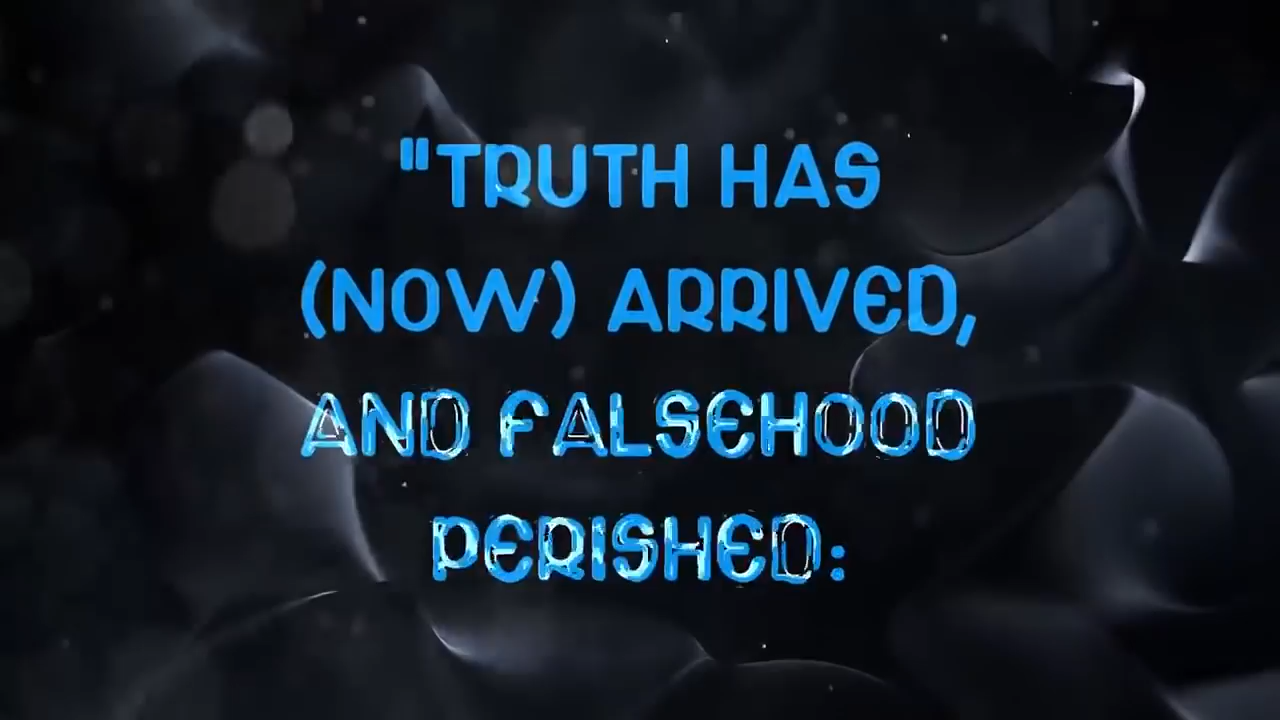 "TRUTH HAS
(NOW) ARRIVED,
AND FALSEHOOD
PERISHED: